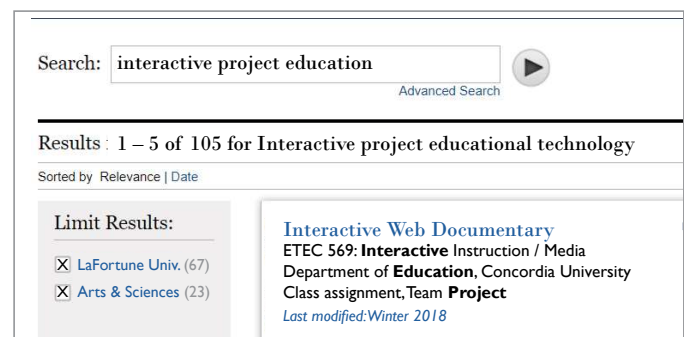 Search: interactive project education
Advanced Search
Results : 1 – 5 of 105 for Interactive project educational technology
Sorted by Relevance | Date
Limit Results:
X LaFortune Univ. (67)
X Arts & Sciences (23)
Interactive Web Documentary
ETEC 569: Interactive Instruction / Media
Department of Education, Concordia University
Class assignment, Team Project
Last modified: Winter 2018